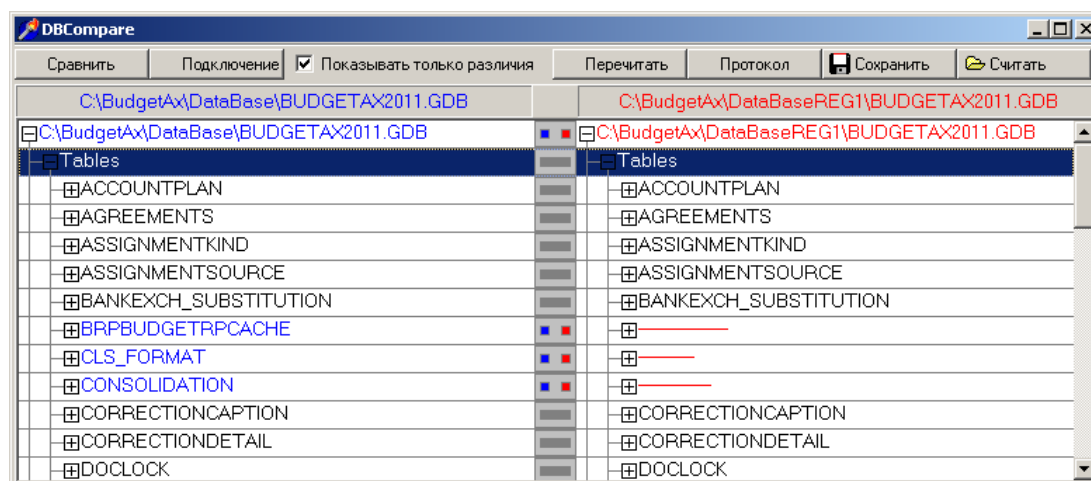 DBCompare
Сравнить Подключение Показывать только различия Перечитать Протокол Сохранить Считать
C:\BudgetAx\DataBase\BUDGETAX2011.GDB C:\BudgetAx\DataBaseREG1\BUDGETAX2011.GDB
C:\BudgetAx\DataBase\BUDGETAX2011.GDB C:\BudgetAx\DataBaseREG1\BUDGETAX2011.GDB
Tables Tables
ACCOUNTPLAN ACCOUNTPLAN
AGREEMENTS AGREEMENTS
ASSIGNMENTKIND ASSIGNMENTKIND
ASSIGNMENTSOURCE ASSIGNMENTSOURCE
BANKEXCH_SUBSTITUTION BANKEXCH_SUBSTITUTION
BRPBUDGETRPCACHE
CLS_FORMAT
CONSOLIDATION
CORRECTIONCAPTION CORRECTIONCAPTION
CORRECTIONDETAIL CORRECTIONDETAIL
DOCLOCK DOCLOCK